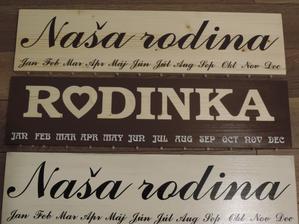 Naša rodina
Jan Feb Mar Apr Máj Jún Júl Aug Sep Okt Nov Dec
R♥DINKA
JAN FEB MAR APR MAY JUN JUL AUG SEP OCT NOV DEC
Naša rodina
Jan Feb Mar Apr Máj Jún Júl Aug Sep Okt Nov Dec